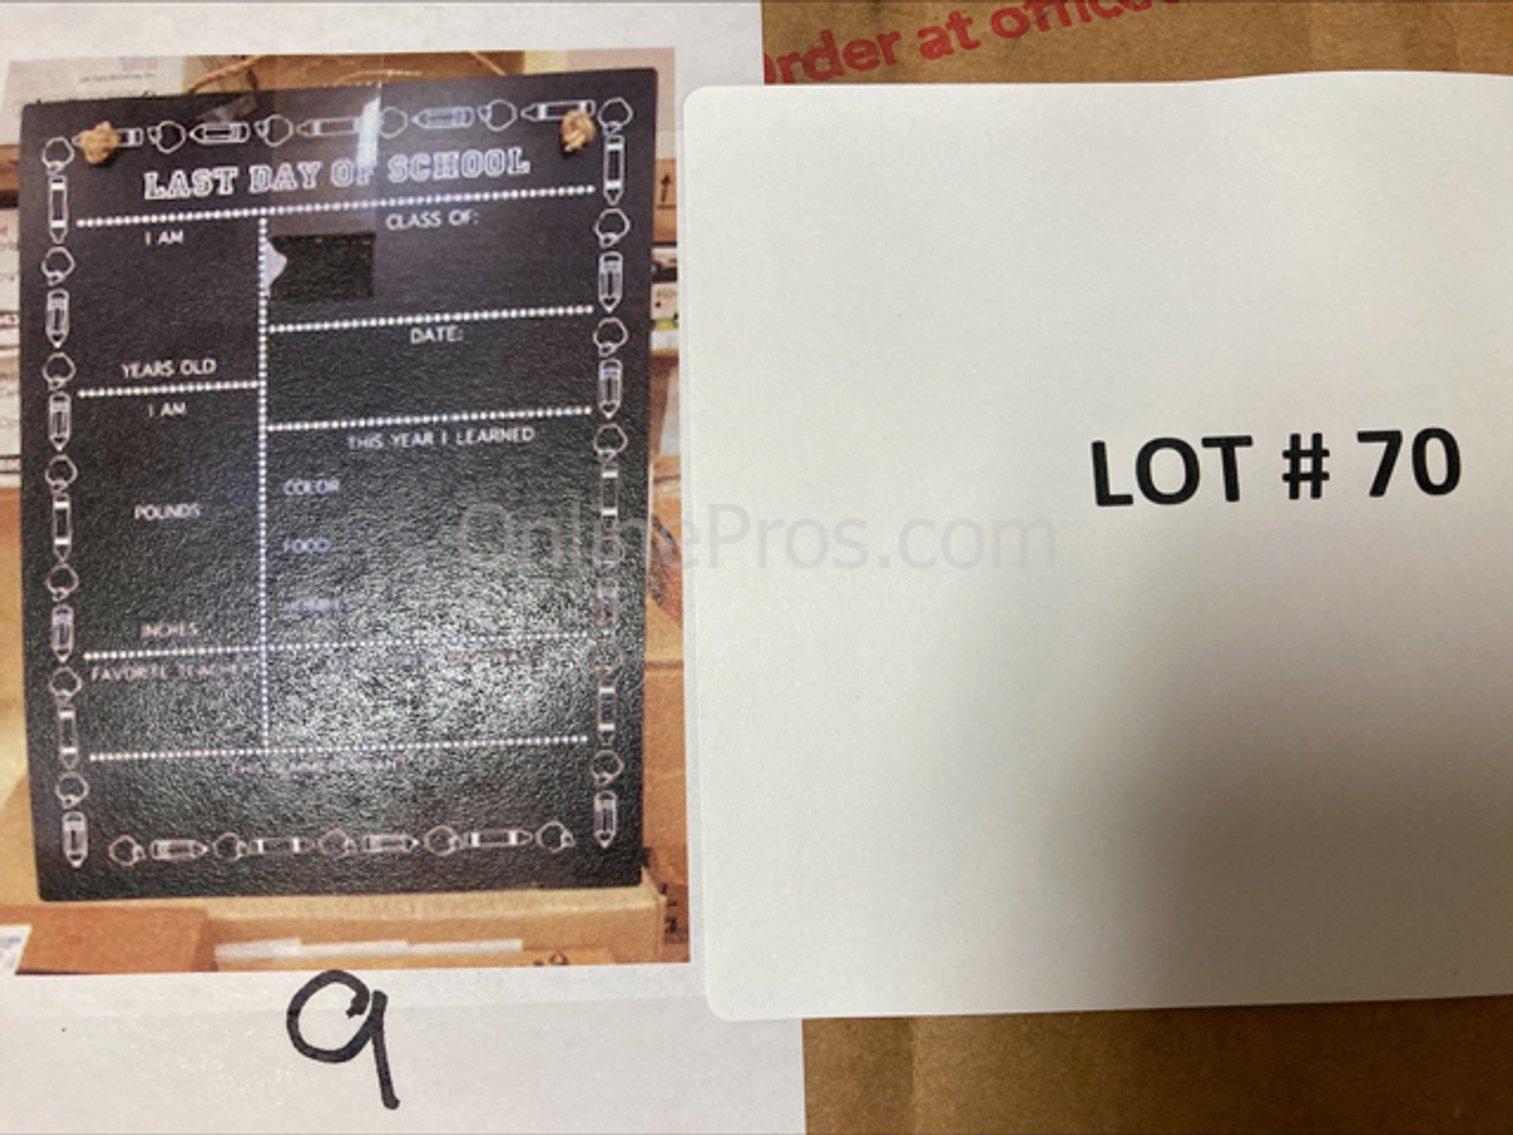 Order at office
LAST DAY OF SCHOOL
I AM
CLASS OF:
YEARS OLD
DATE:
I AM
THIS YEAR I LEARNED
POUNDS
COLOR
FOOD
INCHES
FAVORITE TEACHER
LOT # 70
OnlinePros.com
9